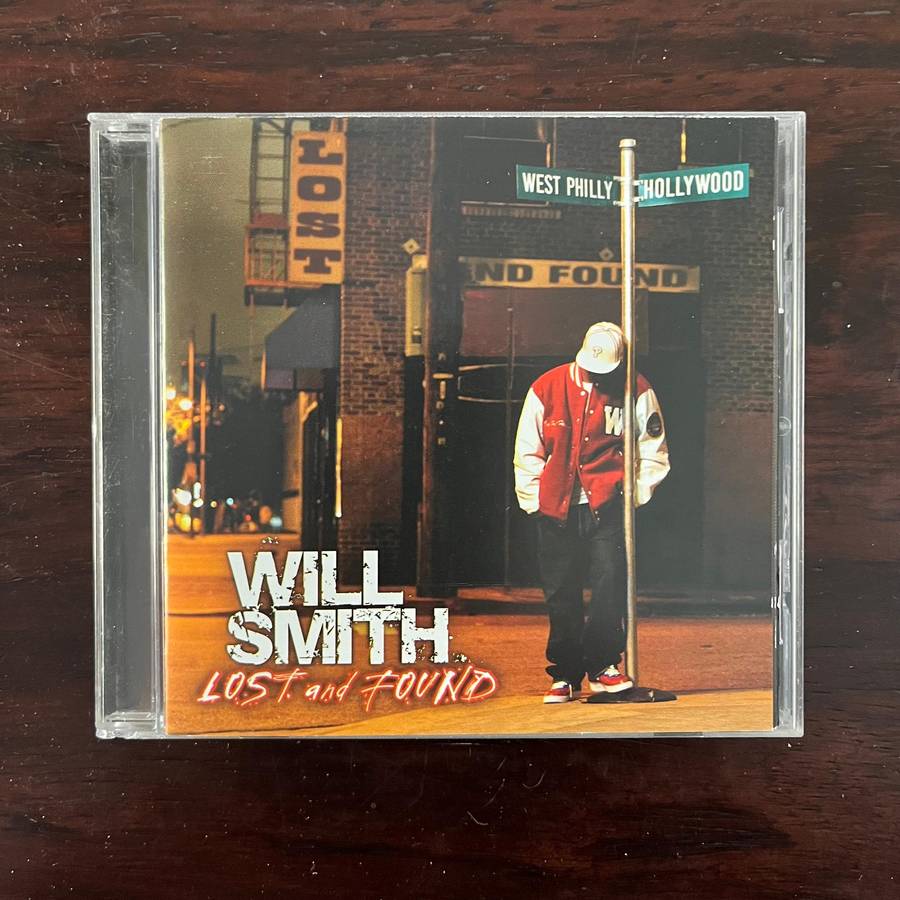 LOST
WEST PHILLY
HOLLYWOOD
ND FOUND
P
W
WILL
SMITH
LOST and FOUND